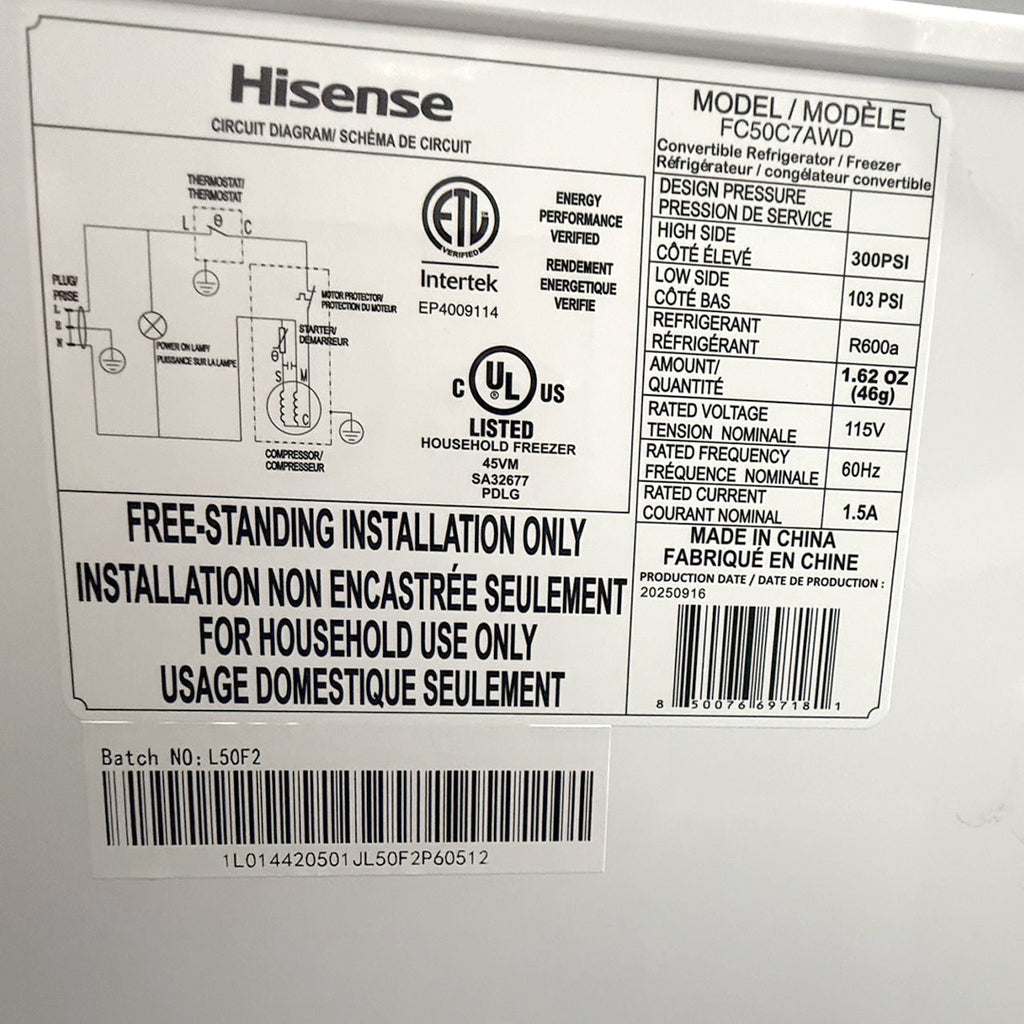 Hisense
CIRCUIT DIAGRAM/ SCHÉMA DE CIRCUIT
THERMOSTAT/
THERMOSTAT
L θ C
PLUG/
PRISE
L
E
N
MOTOR PROTECTOR/
PROTECTION DU MOTEUR
STARTER/
DÉMARREUR
θ
S M
C
POWER ON LAMP/
PUISSANCE SUR LA LAMPE
COMPRESSOR/
COMPRESSEUR
ETL
VERIFIED
Intertek
EP4009114
ENERGY
PERFORMANCE
VERIFIED
RENDEMENT
ENERGETIQUE
VERIFIE
C UL® US
LISTED
HOUSEHOLD FREEZER
45VM
SA32677
PDLG
MODEL / MODÈLE
FC50C7AWD
Convertible Refrigerator / Freezer
Réfrigérateur / congélateur convertible
DESIGN PRESSURE
PRESSION DE SERVICE
HIGH SIDE
CÔTÉ ÉLEVÉ 300PSI
LOW SIDE
CÔTÉ BAS 103 PSI
REFRIGERANT
RÉFRIGÉRANT R600a
AMOUNT/ 1.62 OZ
QUANTITÉ (46g)
RATED VOLTAGE
TENSION NOMINALE 115V
RATED FREQUENCY
FRÉQUENCE NOMINALE 60Hz
RATED CURRENT
COURANT NOMINAL 1.5A
MADE IN CHINA
FABRIQUÉ EN CHINE
PRODUCTION DATE / DATE DE PRODUCTION :
20250916
8 50076 69718 1
FREE-STANDING INSTALLATION ONLY
INSTALLATION NON ENCASTRÉE SEULEMENT
FOR HOUSEHOLD USE ONLY
USAGE DOMESTIQUE SEULEMENT
Batch NO: L50F2
1L014420501JL50F2P60512